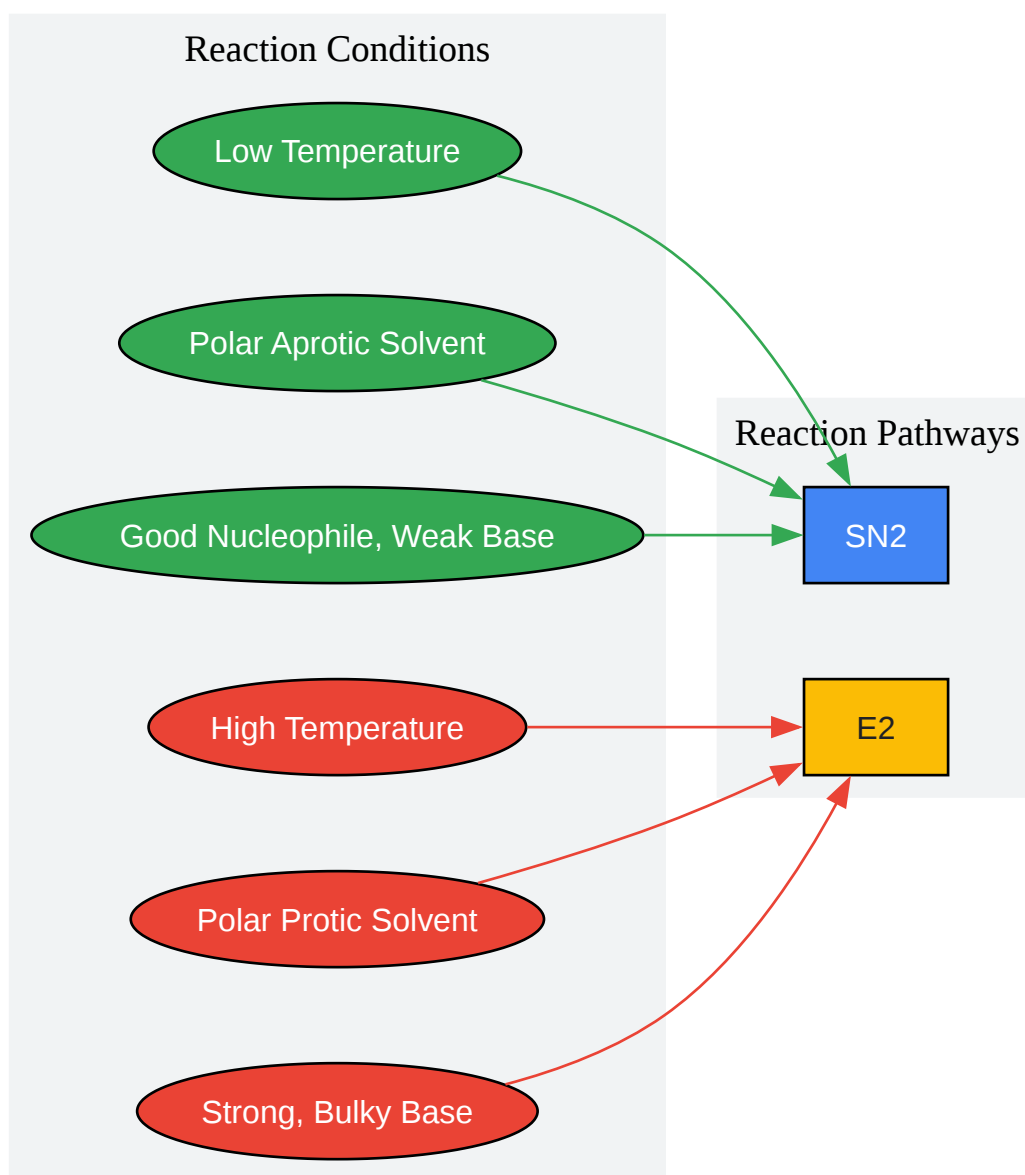 Reaction Conditions
Low Temperature
Polar Aprotic Solvent
Reaction Pathways
Good Nucleophile, Weak Base
SN2
High Temperature
E2
Polar Protic Solvent
Strong, Bulky Base